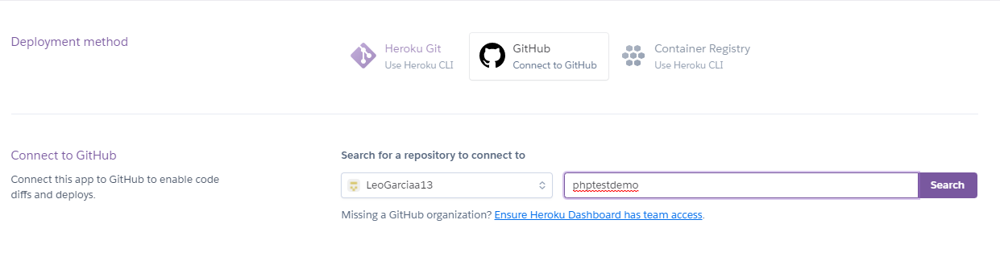 Deployment method
Heroku Git
Use Heroku CLI
GitHub
Connect to GitHub
Container Registry
Use Heroku CLI
Connect to GitHub
Connect this app to GitHub to enable code
diffs and deploys.
Search for a repository to connect to
LeoGarciaa13
phptestdemo
Search
Missing a GitHub organization? Ensure Heroku Dashboard has team access.